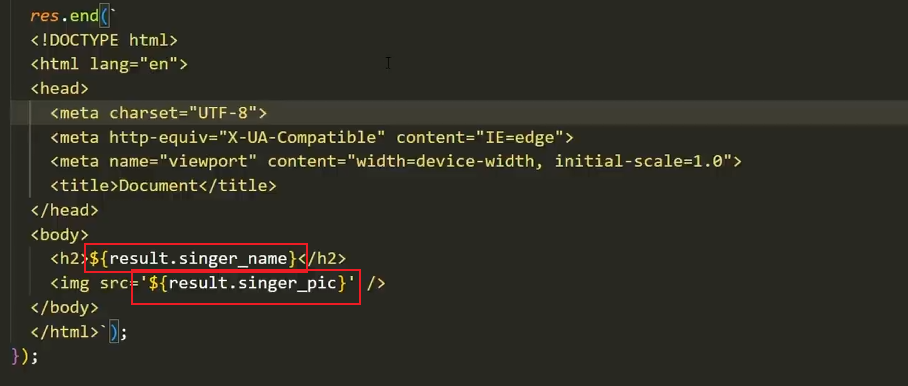 res.end(`
<!DOCTYPE html>
<html lang="en">
<head>
<meta charset="UTF-8">
<meta http-equiv="X-UA-Compatible" content="IE=edge">
<meta name="viewport" content="width=device-width, initial-scale=1.0">
<title>Document</title>
</head>
<body>
<h2>${result.singer_name}</h2>
<img src='${result.singer_pic}' />
</body>
</html>`);
});